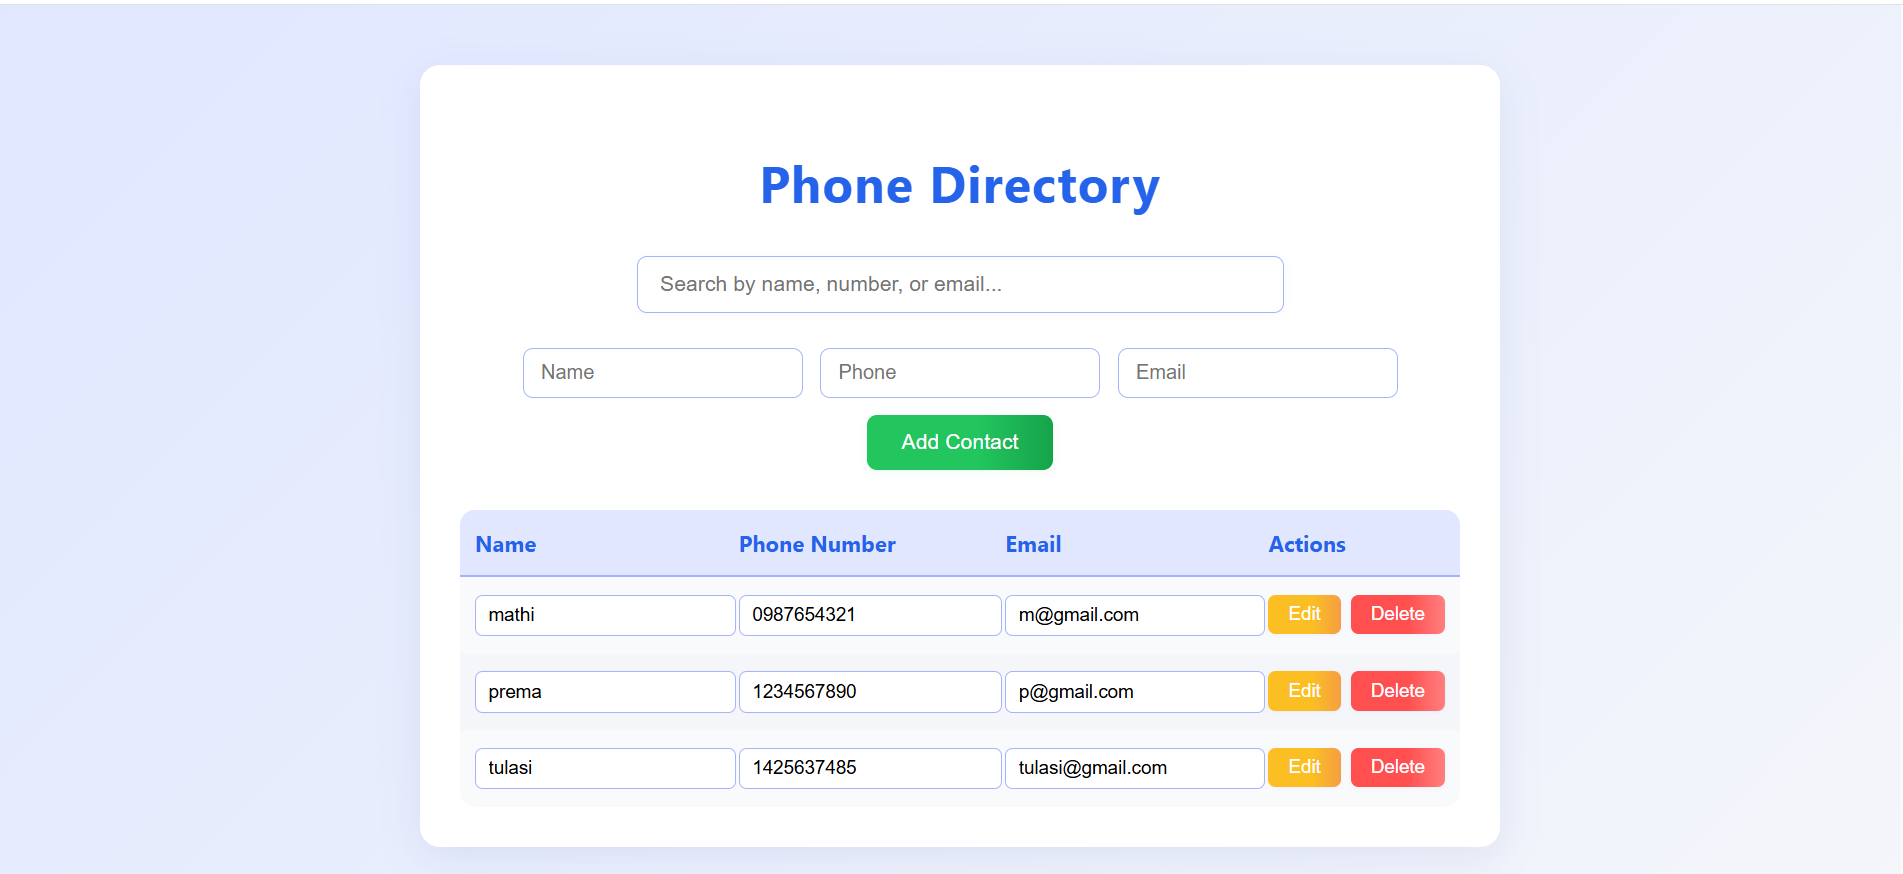 Phone Directory
Search by name, number, or email...
Name Phone Email
Add Contact
Name Phone Number Email Actions
mathi 0987654321 m@gmail.com Edit Delete
prema 1234567890 p@gmail.com Edit Delete
tulasi 1425637485 tulasi@gmail.com Edit Delete